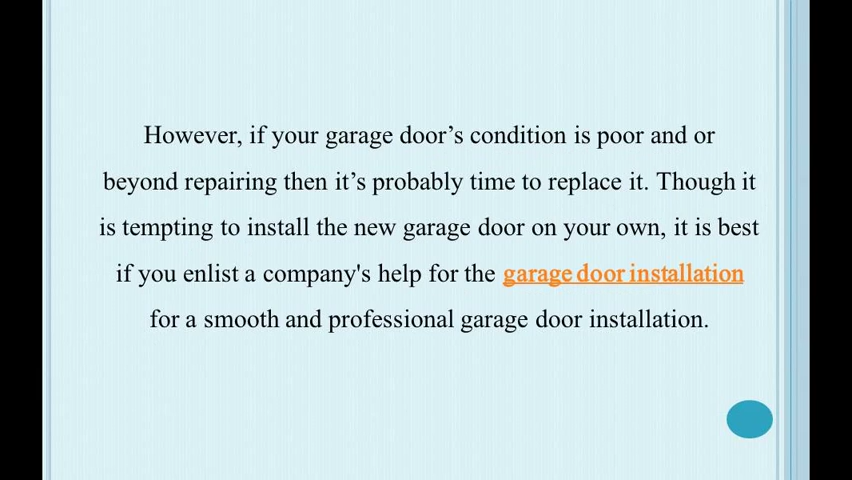 However, if your garage door’s condition is poor and or
beyond repairing then it’s probably time to replace it. Though it
is tempting to install the new garage door on your own, it is best
if you enlist a company's help for the garage door installation
for a smooth and professional garage door installation.